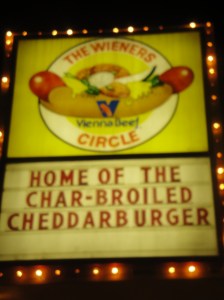 THE WIENERS
Vienna Beef
CIRCLE
HOME OF THE
CHAR-BROILED
CHEDDARBURGER